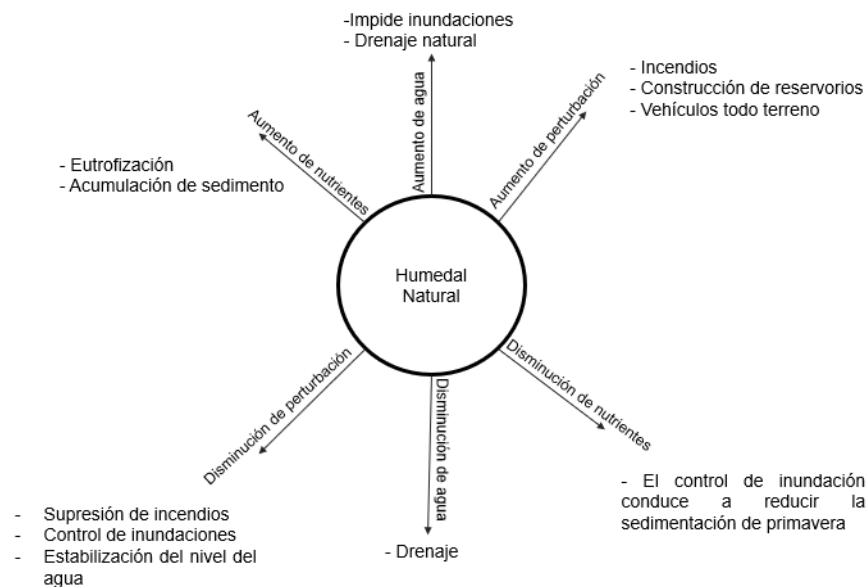 -Impide inundaciones
- Drenaje natural
Aumento de agua
- Incendios
- Construcción de reservorios
- Vehículos todo terreno
Aumento de perturbación
Aumento de nutrientes
- Eutrofización
- Acumulación de sedimento
Humedal
Natural
Disminución de perturbación
Disminución de agua
Disminución de nutrientes
- El control de inundación
conduce a reducir la
sedimentación de primavera
- Supresión de incendios
- Control de inundaciones
- Estabilización del nivel del
agua
- Drenaje